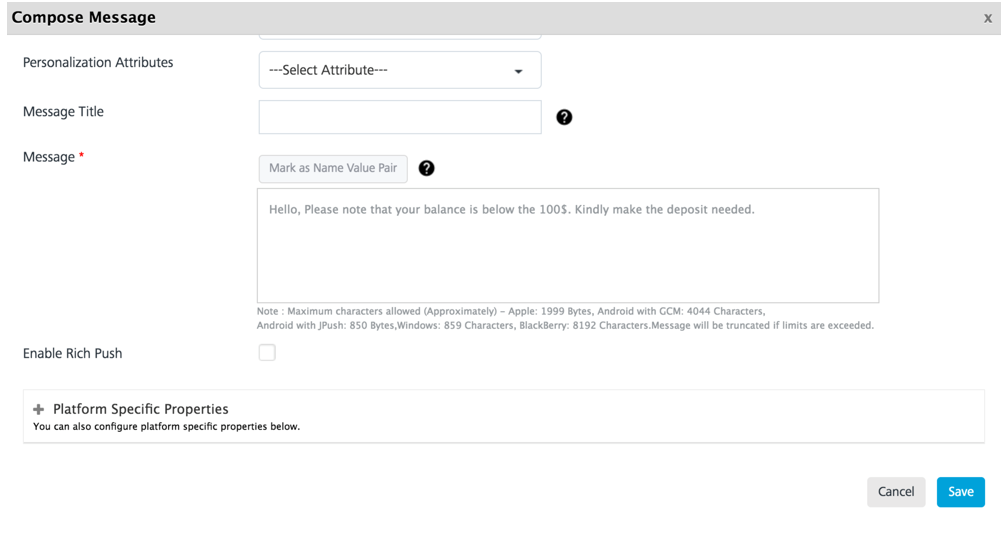 Compose Message
x
Personalization Attributes
---Select Attribute---
Message Title
?
Message *
Mark as Name Value Pair
?
Hello, Please note that your balance is below the 100$. Kindly make the deposit needed.
Note : Maximum characters allowed (Approximately) – Apple: 1999 Bytes, Android with GCM: 4044 Characters,
Android with JPush: 850 Bytes,Windows: 859 Characters, BlackBerry: 8192 Characters.Message will be truncated if limits are exceeded.
Enable Rich Push
+ Platform Specific Properties
You can also configure platform specific properties below.
Cancel
Save